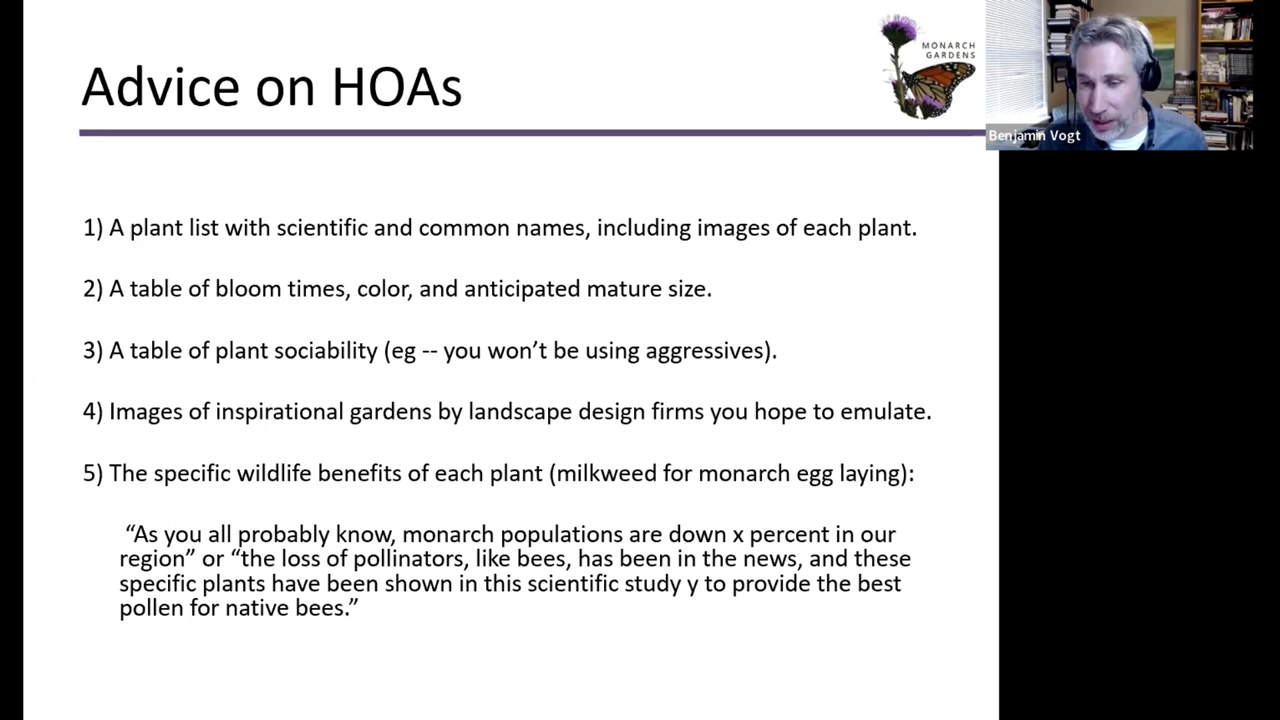 Advice on HOAs
MONARCH
GARDENS
Benjamin Vogt
1) A plant list with scientific and common names, including images of each plant.
2) A table of bloom times, color, and anticipated mature size.
3) A table of plant sociability (eg -- you won’t be using aggressives).
4) Images of inspirational gardens by landscape design firms you hope to emulate.
5) The specific wildlife benefits of each plant (milkweed for monarch egg laying):
“As you all probably know, monarch populations are down x percent in our
region” or “the loss of pollinators, like bees, has been in the news, and these
specific plants have been shown in this scientific study y to provide the best
pollen for native bees.”